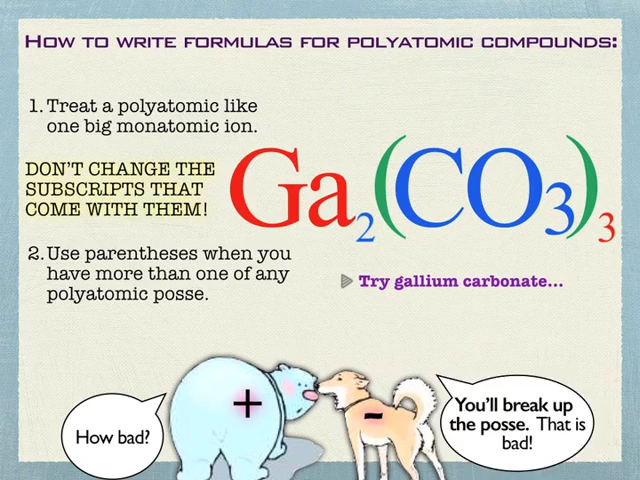 How to write formulas for polyatomic compounds:
1. Treat a polyatomic like
one big monatomic ion.
DON'T CHANGE THE
SUBSCRIPTS THAT
COME WITH THEM!
2. Use parentheses when you
have more than one of any
polyatomic posse.
Ga2(CO3)3
Try gallium carbonate...
How bad?
+
-
You'll break up
the posse. That is
bad!